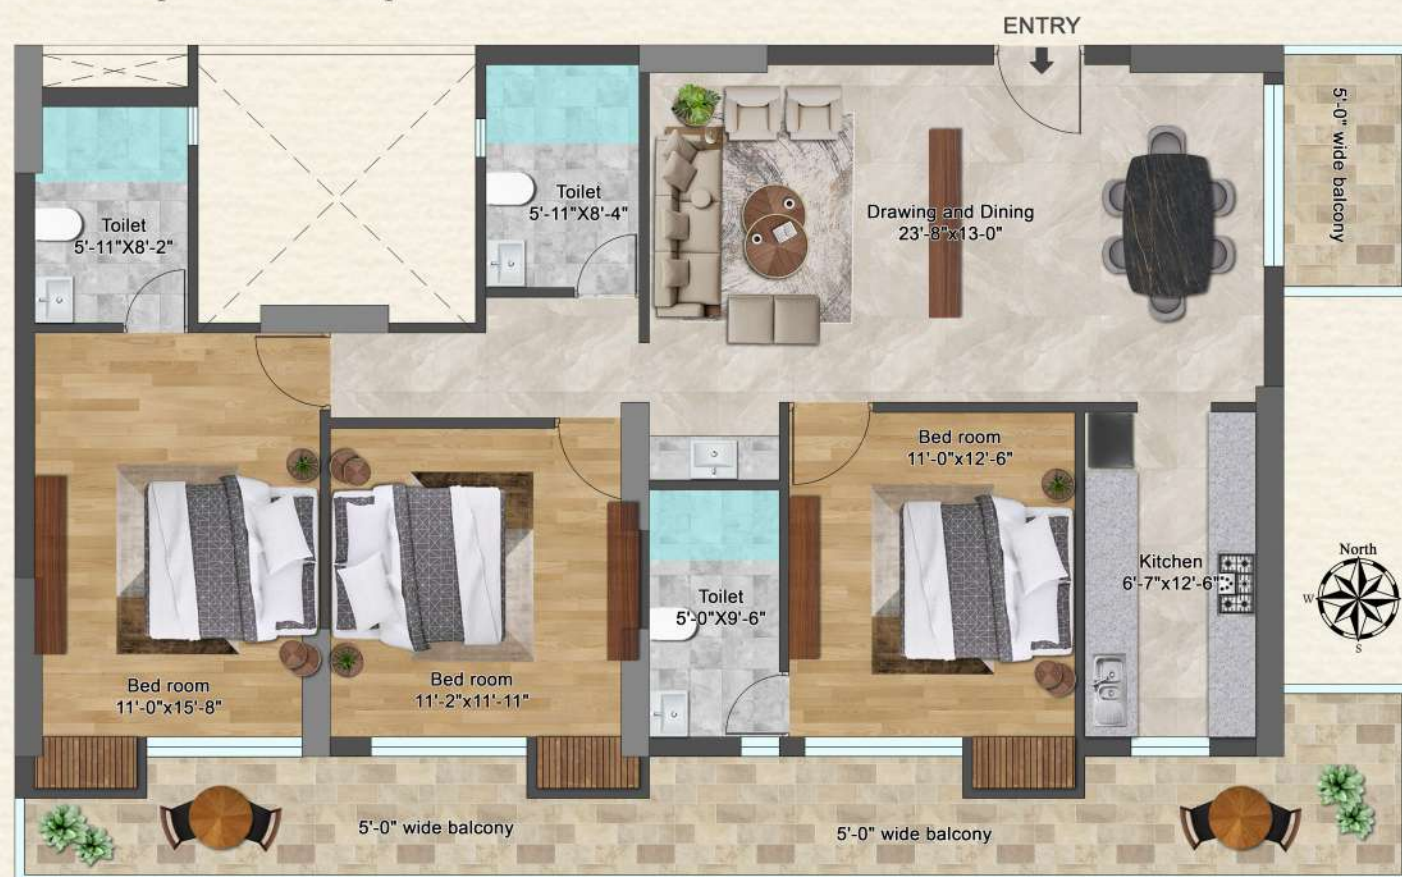 ENTRY
5'-0" wide balcony
Toilet
5'-11"X8'-4"
Toilet
5'-11"X8'-2"
Drawing and Dining
23'-8"x13-0"
Bed room
11'-0"x12'-6"
Kitchen
6'-7"x12'-6"
North
W
S
Toilet
5'-0"X9'-6"
Bed room
11'-0"x15'-8"
Bed room
11'-2"x11'-11"
5'-0" wide balcony
5'-0" wide balcony